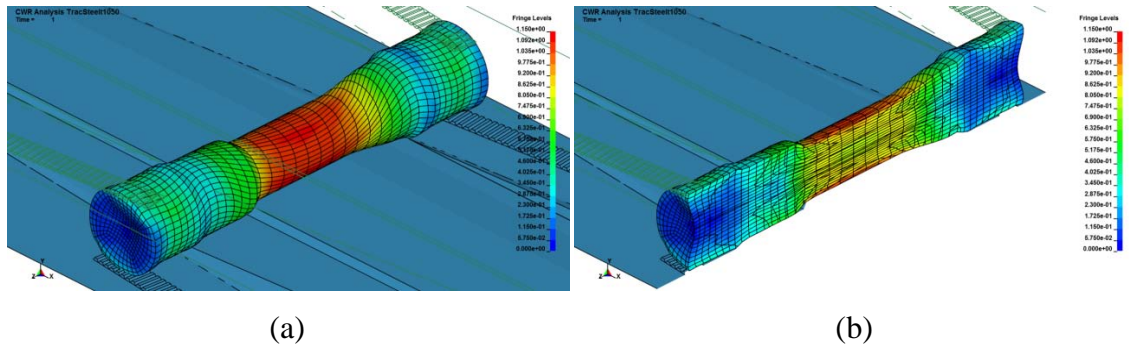 CWR Analysis TracSteelt1050
Time = 1
Fringe Levels
1.150e+00
1.092e+00
1.035e+00
9.775e-01
9.200e-01
8.625e-01
8.050e-01
7.475e-01
6.900e-01
6.325e-01
5.750e-01
5.175e-01
4.600e-01
4.025e-01
3.450e-01
2.875e-01
2.300e-01
1.725e-01
1.150e-01
5.750e-02
0.000e+00
Y
Z X
(a)
CWR Analysis TracSteelt1050
Time = 1
Fringe Levels
1.150e+00
1.092e+00
1.035e+00
9.775e-01
9.200e-01
8.625e-01
8.050e-01
7.475e-01
6.900e-01
6.325e-01
5.750e-01
5.175e-01
4.600e-01
4.025e-01
3.450e-01
2.875e-01
2.300e-01
1.725e-01
1.150e-01
5.750e-02
0.000e+00
Y
Z X
(b)